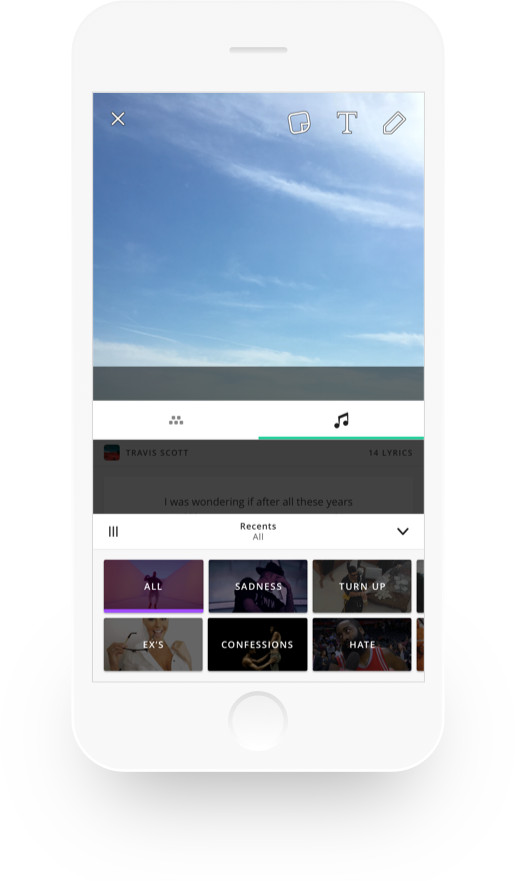 T
TRAVIS SCOTT 14 LYRICS
I was wondering if after all these years
Recents
All
ALL SADNESS TURN UP
EX'S CONFESSIONS HATE